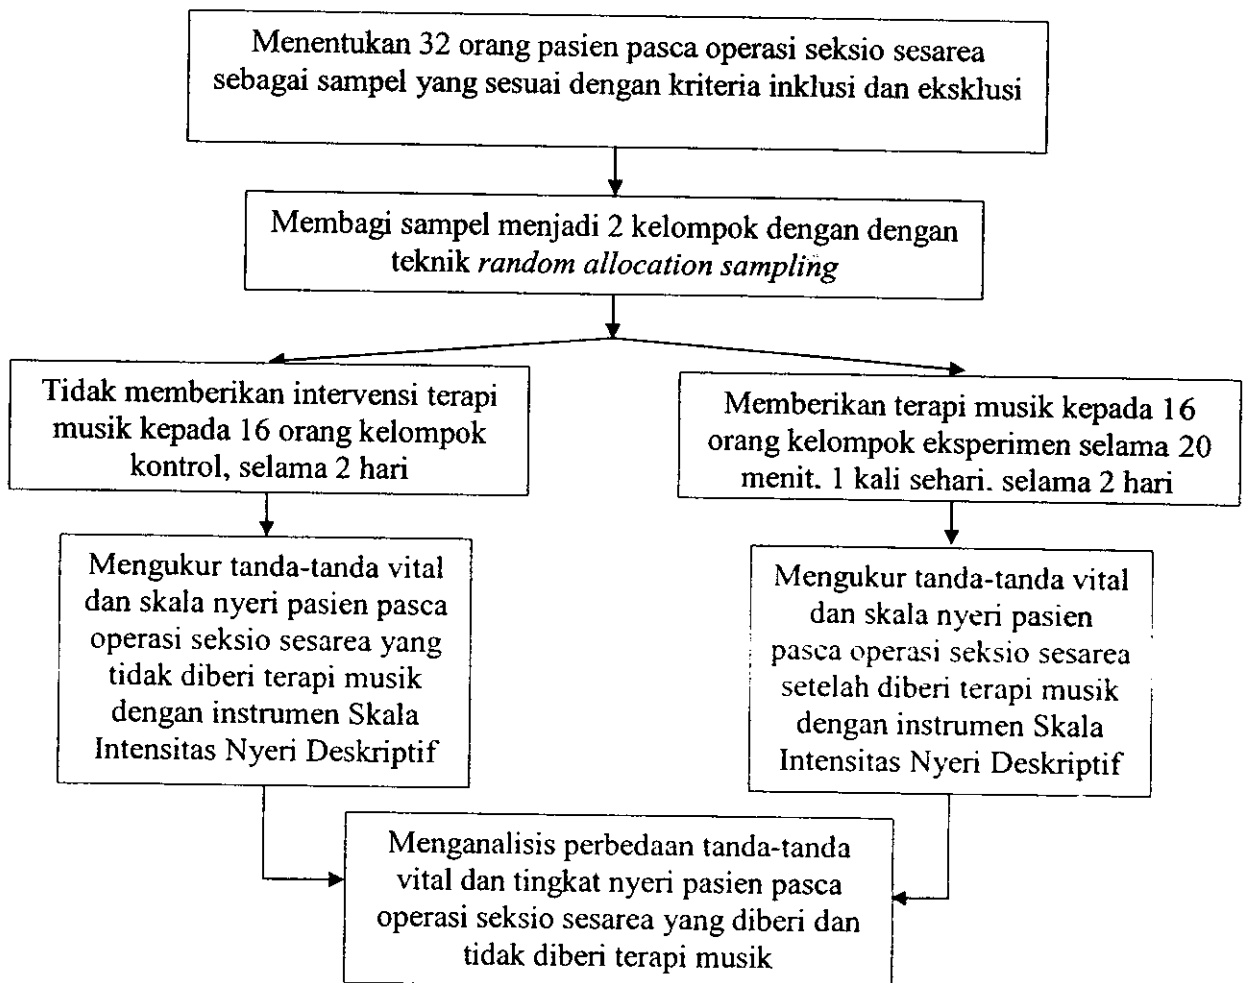 Menentukan 32 orang pasien pasca operasi seksio sesarea
sebagai sampel yang sesuai dengan kriteria inklusi dan eksklusi
Membagi sampel menjadi 2 kelompok dengan dengan
teknik random allocation sampling
Tidak memberikan intervensi terapi
musik kepada 16 orang kelompok
kontrol, selama 2 hari
Memberikan terapi musik kepada 16
orang kelompok eksperimen selama 20
menit. 1 kali sehari. selama 2 hari
Mengukur tanda-tanda vital
dan skala nyeri pasien pasca
operasi seksio sesarea yang
tidak diberi terapi musik
dengan instrumen Skala
Intensitas Nyeri Deskriptif
Mengukur tanda-tanda vital
dan skala nyeri pasien
pasca operasi seksio sesarea
setelah diberi terapi musik
dengan instrumen Skala
Intensitas Nyeri Deskriptif
Menganalisis perbedaan tanda-tanda
vital dan tingkat nyeri pasien pasca
operasi seksio sesarea yang diberi dan
tidak diberi terapi musik